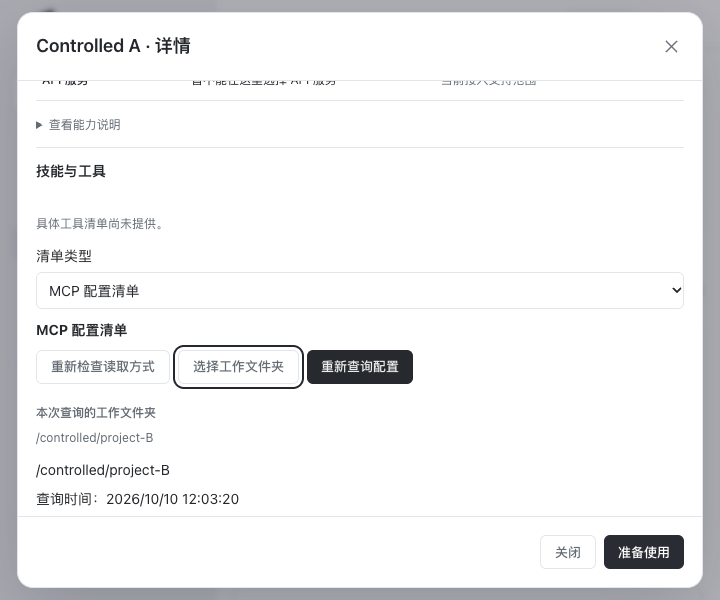 Controlled A · 详情
查看能力说明
技能与工具
具体工具清单尚未提供。
清单类型
MCP 配置清单
MCP 配置清单
重新检查读取方式 选择工作文件夹 重新查询配置
本次查询的工作文件夹
/controlled/project-B
/controlled/project-B
查询时间：2026/10/10 12:03:20
关闭 准备使用